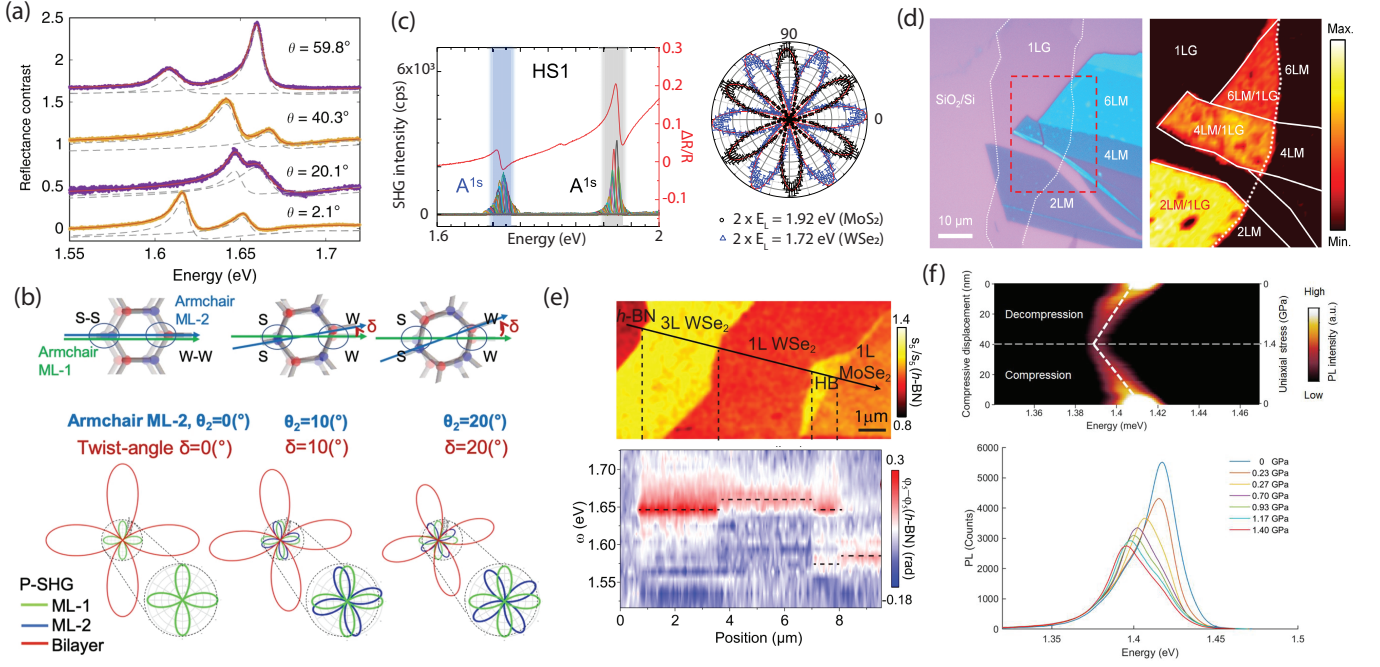 (a)
2.5
2
1.5
1
0.5
0
Reflectance contrast
θ = 59.8°
θ = 40.3°
θ = 20.1°
θ = 2.1°
1.55
1.60
1.65
1.70
Energy (eV)
(b)
S-S
Armchair
ML-2
Armchair
ML-1
W-W
S
W
δ
S
W
S
W
δ
S
W
Armchair ML-2, θ₂=0(°)
θ₂=10(°)
θ₂=20(°)
Twist-angle δ=0(°)
δ=10(°)
δ=20(°)
P-SHG
ML-1
ML-2
Bilayer
(c)
SHG intensity (cps)
6x10³
0
HS1
A¹ˢ
A¹ˢ
0.3
0.2
0.1
0
-0.1
ΔR/R
1.6
Energy (eV)
2
90
0
2 x E_L = 1.92 eV (MoS₂)
2 x E_L = 1.72 eV (WSe₂)
(d)
1LG
SiO₂/Si
6LM
4LM
2LM
10 μm
1LG
6LM
6LM/1LG
4LM/1LG
4LM
2LM/1LG
2LM
Max.
Min.
(e)
h-BN
3L WSe₂
1L WSe₂
1L
MoSe₂
HB
1μm
1.4
s₅/s₅(h-BN)
0.8
1.70
1.65
1.60
1.55
ω (eV)
0.3
φ₅–φ₅(h-BN) (rad)
-0.18
0
2
4
6
8
Position (μm)
(f)
Compressive displacement (nm)
0
20
40
20
0
Decompression
Compression
0
1.4
0
Uniaxial stress (GPa)
High
PL intensity (a.u.)
Low
1.36
1.38
1.40
1.42
1.44
1.46
Energy (meV)
PL (Counts)
6000
5000
4000
3000
2000
1000
0
0 GPa
0.23 GPa
0.27 GPa
0.70 GPa
0.93 GPa
1.17 GPa
1.40 GPa
1.35
1.4
1.45
1.5
Energy (eV)